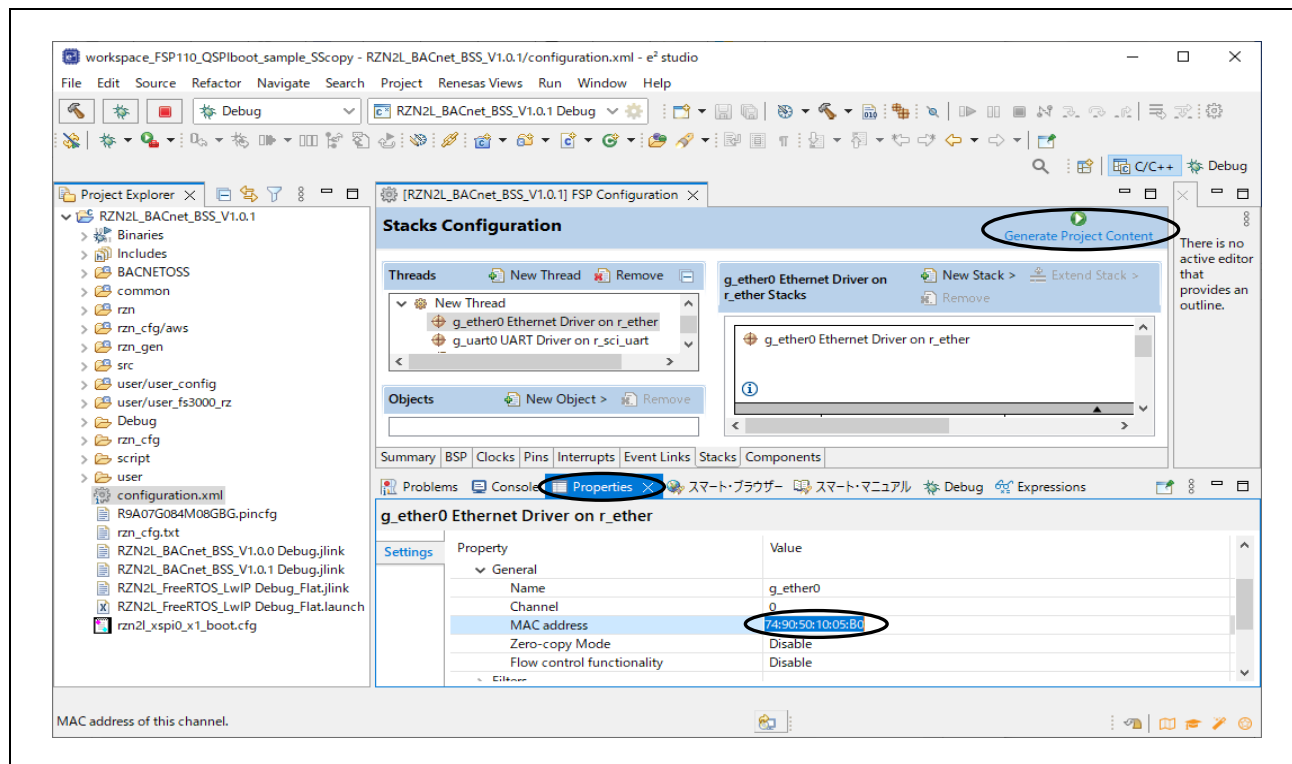 workspace_FSP110_QSPIboot_sample_SScopy - RZN2L_BACnet_BSS_V1.0.1/configuration.xml - e² studio
File Edit Source Refactor Navigate Search Project Renesas Views Run Window Help
Debug RZN2L_BACnet_BSS_V1.0.1 Debug
C/C++ Debug
Project Explorer
RZN2L_BACnet_BSS_V1.0.1
Binaries
Includes
BACNETOSS
common
rzn
rzn_cfg/aws
rzn_gen
src
user/user_config
user/user_fs3000_rz
Debug
rzn_cfg
script
user
configuration.xml
R9A07G084M08GBG.pincfg
rzn_cfg.txt
RZN2L_BACnet_BSS_V1.0.0 Debug.jlink
RZN2L_BACnet_BSS_V1.0.1 Debug.jlink
RZN2L_FreeRTOS_LwIP Debug_Flat.jlink
RZN2L_FreeRTOS_LwIP Debug_Flat.launch
rzn2l_xspi0_x1_boot.cfg
[RZN2L_BACnet_BSS_V1.0.1] FSP Configuration
Stacks Configuration
Generate Project Content
Threads New Thread Remove
New Thread
g_ether0 Ethernet Driver on r_ether
g_uart0 UART Driver on r_sci_uart
Objects New Object > Remove
g_ether0 Ethernet Driver on
r_ether Stacks
New Stack > Extend Stack >
Remove
g_ether0 Ethernet Driver on r_ether
Summary BSP Clocks Pins Interrupts Event Links Stacks Components
There is no
active editor
that
provides an
outline.
Problems Console Properties スマート・ブラウザー スマート・マニュアル Debug Expressions
g_ether0 Ethernet Driver on r_ether
Settings
Property Value
General
Name g_ether0
Channel 0
MAC address 74:90:50:10:05:B0
Zero-copy Mode Disable
Flow control functionality Disable
Filters
MAC address of this channel.